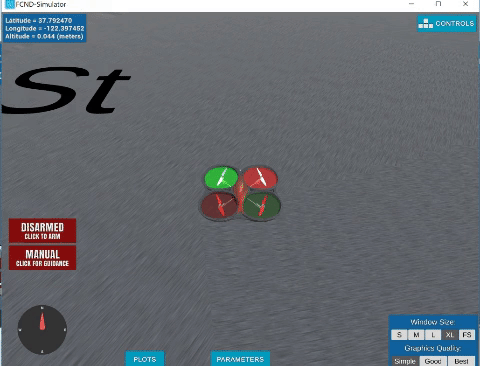 FCND-Simulator
Latitude = 37.792470
Longitude = -122.397452
Altitude = 0.044 (meters)
CONTROLS
St
DISARMED
CLICK TO ARM
MANUAL
CLICK FOR GUIDANCE
N
PLOTS
PARAMETERS
Window Size:
S M L XL FS
Graphics Quality:
Simple Good Best